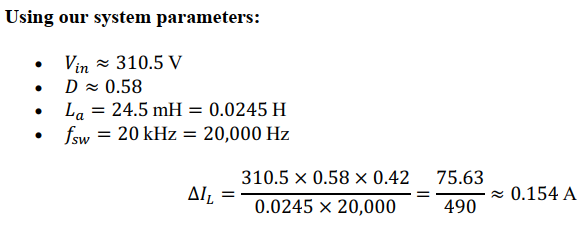 Using our system parameters:
• V_in ≈ 310.5 V
• D ≈ 0.58
• L_a = 24.5 mH = 0.0245 H
• f_sw = 20 kHz = 20,000 Hz
ΔI_L = (310.5 × 0.58 × 0.42) / (0.0245 × 20,000) = 75.63 / 490 ≈ 0.154 A